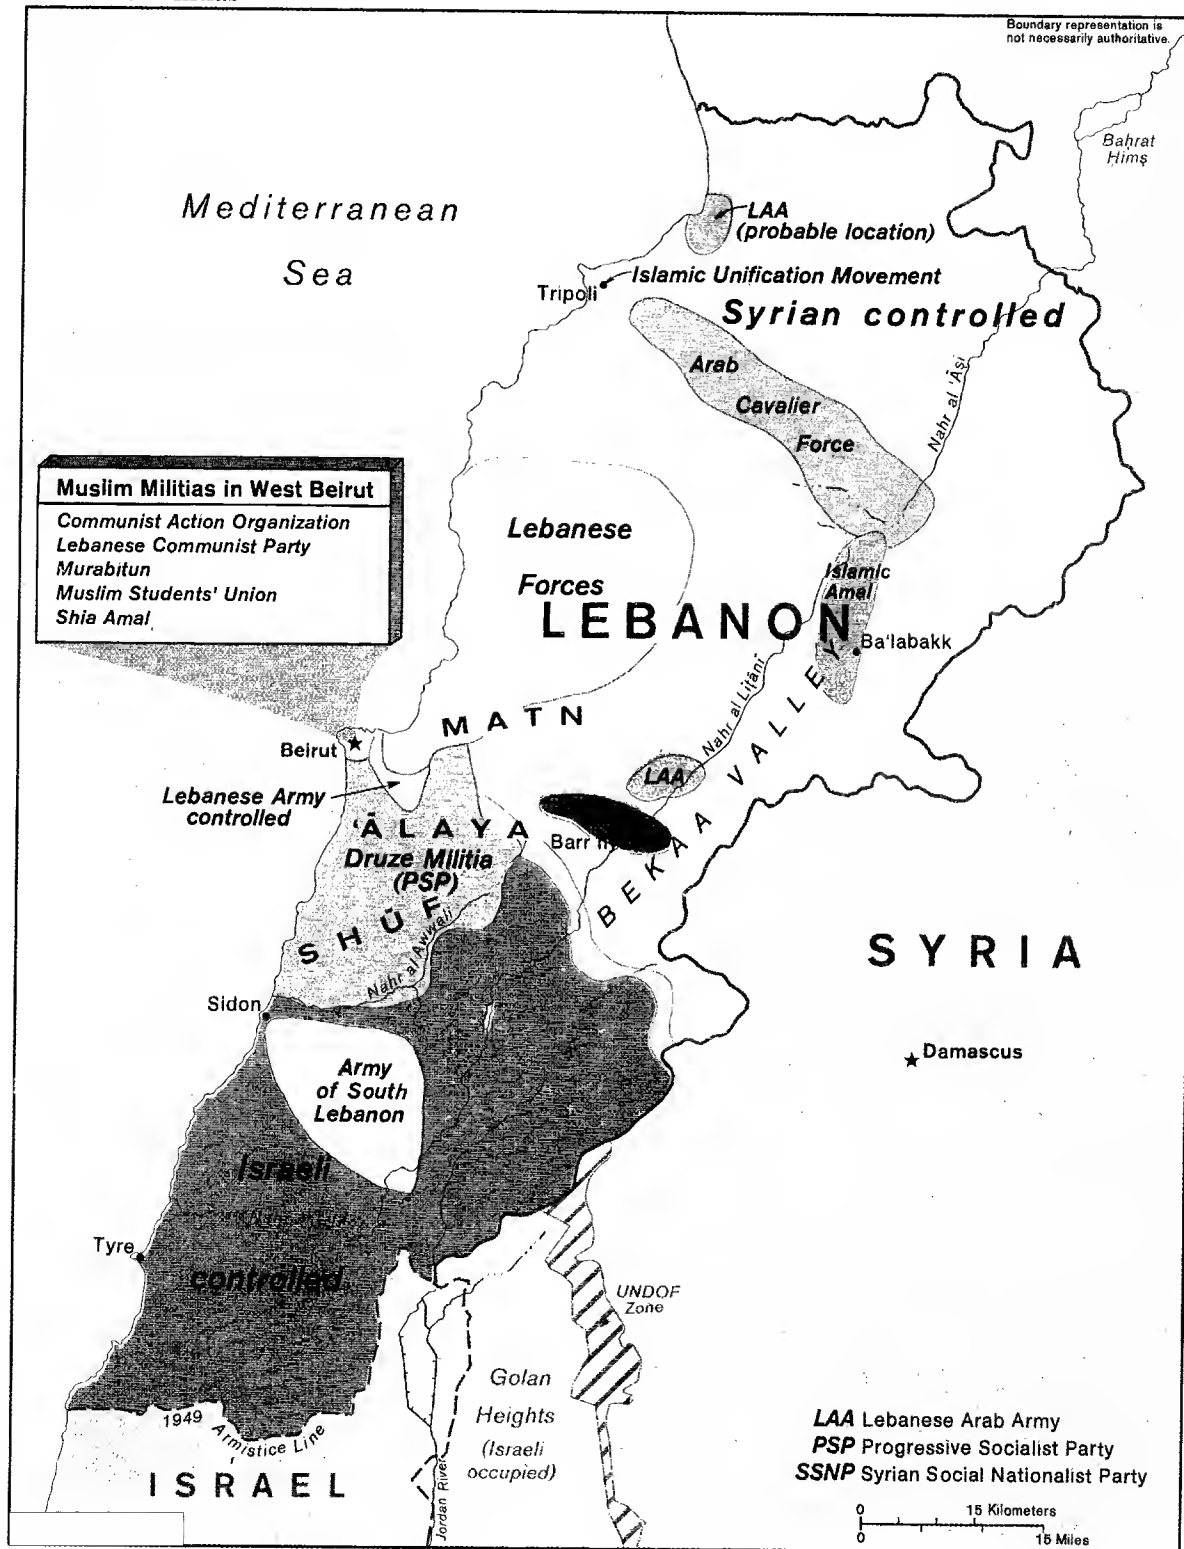 Boundary representation is
not necessarily authoritative.
Baḥrat
Ḥimṣ
Mediterranean
Sea
LAA
(probable location)
Islamic Unification Movement
Tripoli
Syrian controlled
Arab
Cavalier
Force
Nahr al 'Āṣi
Muslim Militias in West Beirut
Communist Action Organization
Lebanese Communist Party
Murabitun
Muslim Students' Union
Shia Amal
Lebanese
Forces
Islamic
Amal
LEBANON
Ba'labakk
Nahr al Līṭānī
MATN
Beirut
LAA
BEKAA VALLEY
Lebanese Army
controlled
'ĀLAYA
Druze Militia
(PSP)
SHŪF
Nahr al Awwalī
SYRIA
Sidon
Damascus
Army
of South
Lebanon
Israeli
controlled
Tyre
UNDOF
Zone
Golan
Heights
(Israeli
occupied)
1949 Armistice Line
ISRAEL
Jordan River
LAA Lebanese Arab Army
PSP Progressive Socialist Party
SSNP Syrian Social Nationalist Party
0 15 Kilometers
0 15 Miles